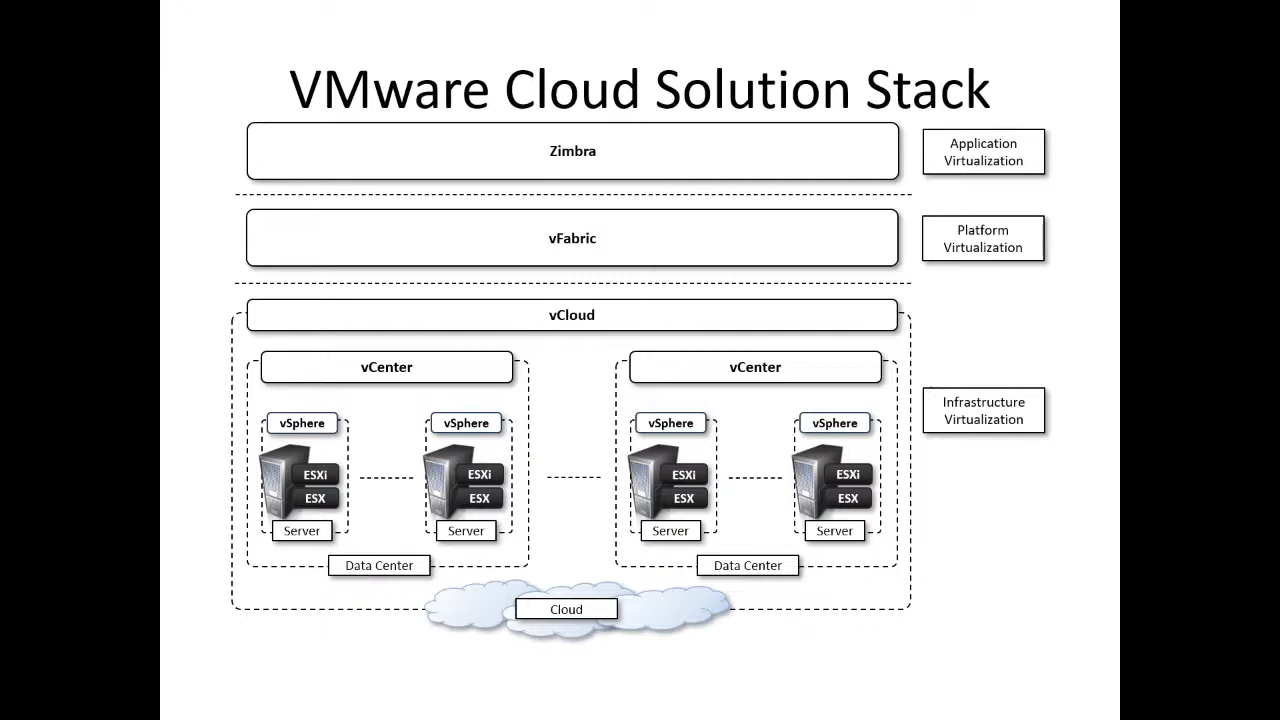 VMware Cloud Solution Stack
Zimbra
Application
Virtualization
vFabric
Platform
Virtualization
vCloud
vCenter
vCenter
Infrastructure
Virtualization
vSphere
vSphere
vSphere
vSphere
ESXi
ESXi
ESXi
ESXi
ESX
ESX
ESX
ESX
Server
Server
Server
Server
Data Center
Data Center
Cloud